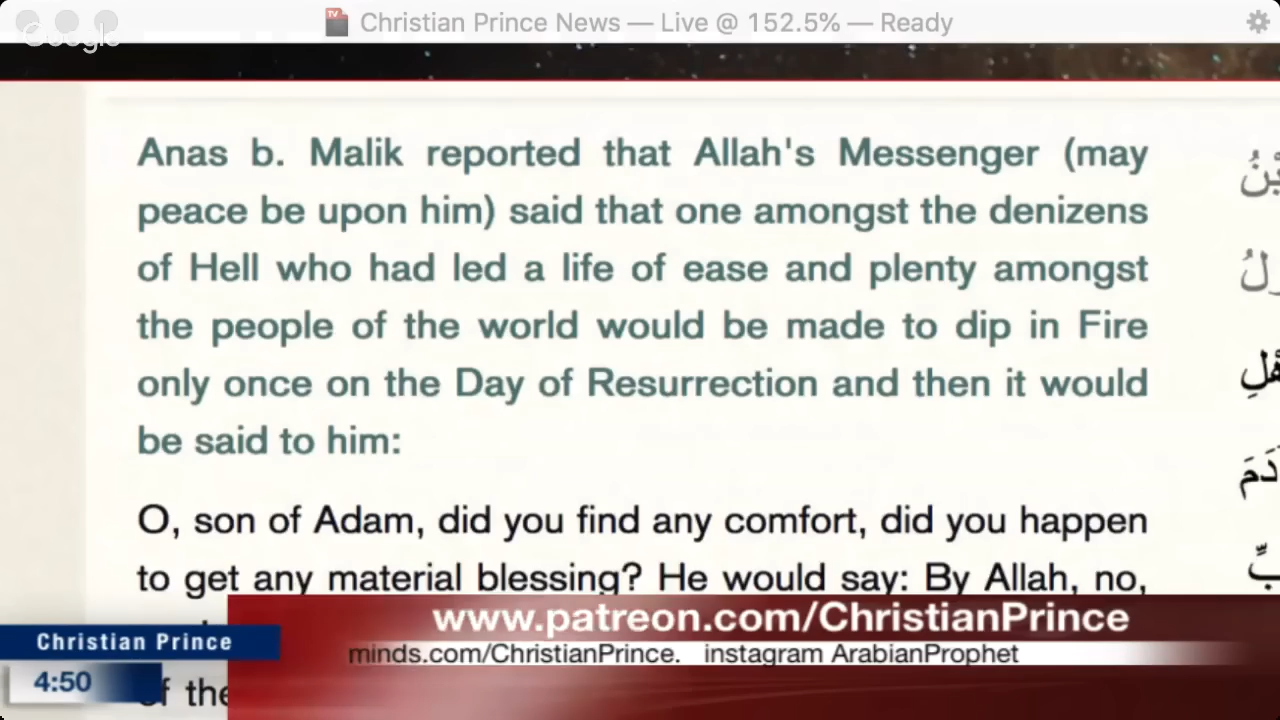 Christian Prince News — Live @ 152.5% — Ready
Google
Anas b. Malik reported that Allah's Messenger (may
peace be upon him) said that one amongst the denizens
of Hell who had led a life of ease and plenty amongst
the people of the world would be made to dip in Fire
only once on the Day of Resurrection and then it would
be said to him:
O, son of Adam, did you find any comfort, did you happen
to get any material blessing? He would say: By Allah, no,
of the
www.patreon.com/ChristianPrince
minds.com/ChristianPrince. instagram ArabianProphet
Christian Prince
4:50